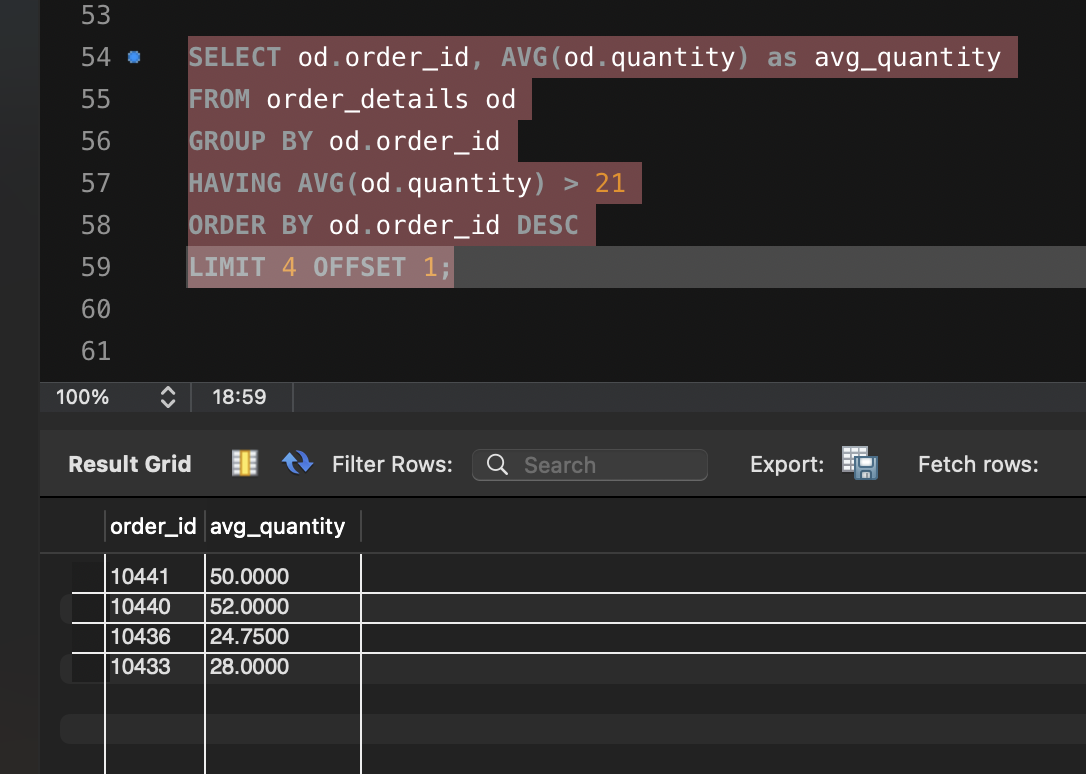 53
54 SELECT od.order_id, AVG(od.quantity) as avg_quantity
55 FROM order_details od
56 GROUP BY od.order_id
57 HAVING AVG(od.quantity) > 21
58 ORDER BY od.order_id DESC
59 LIMIT 4 OFFSET 1;
60
61
100% 18:59
Result Grid Filter Rows: Search Export: Fetch rows:
order_id avg_quantity
10441 50.0000
10440 52.0000
10436 24.7500
10433 28.0000